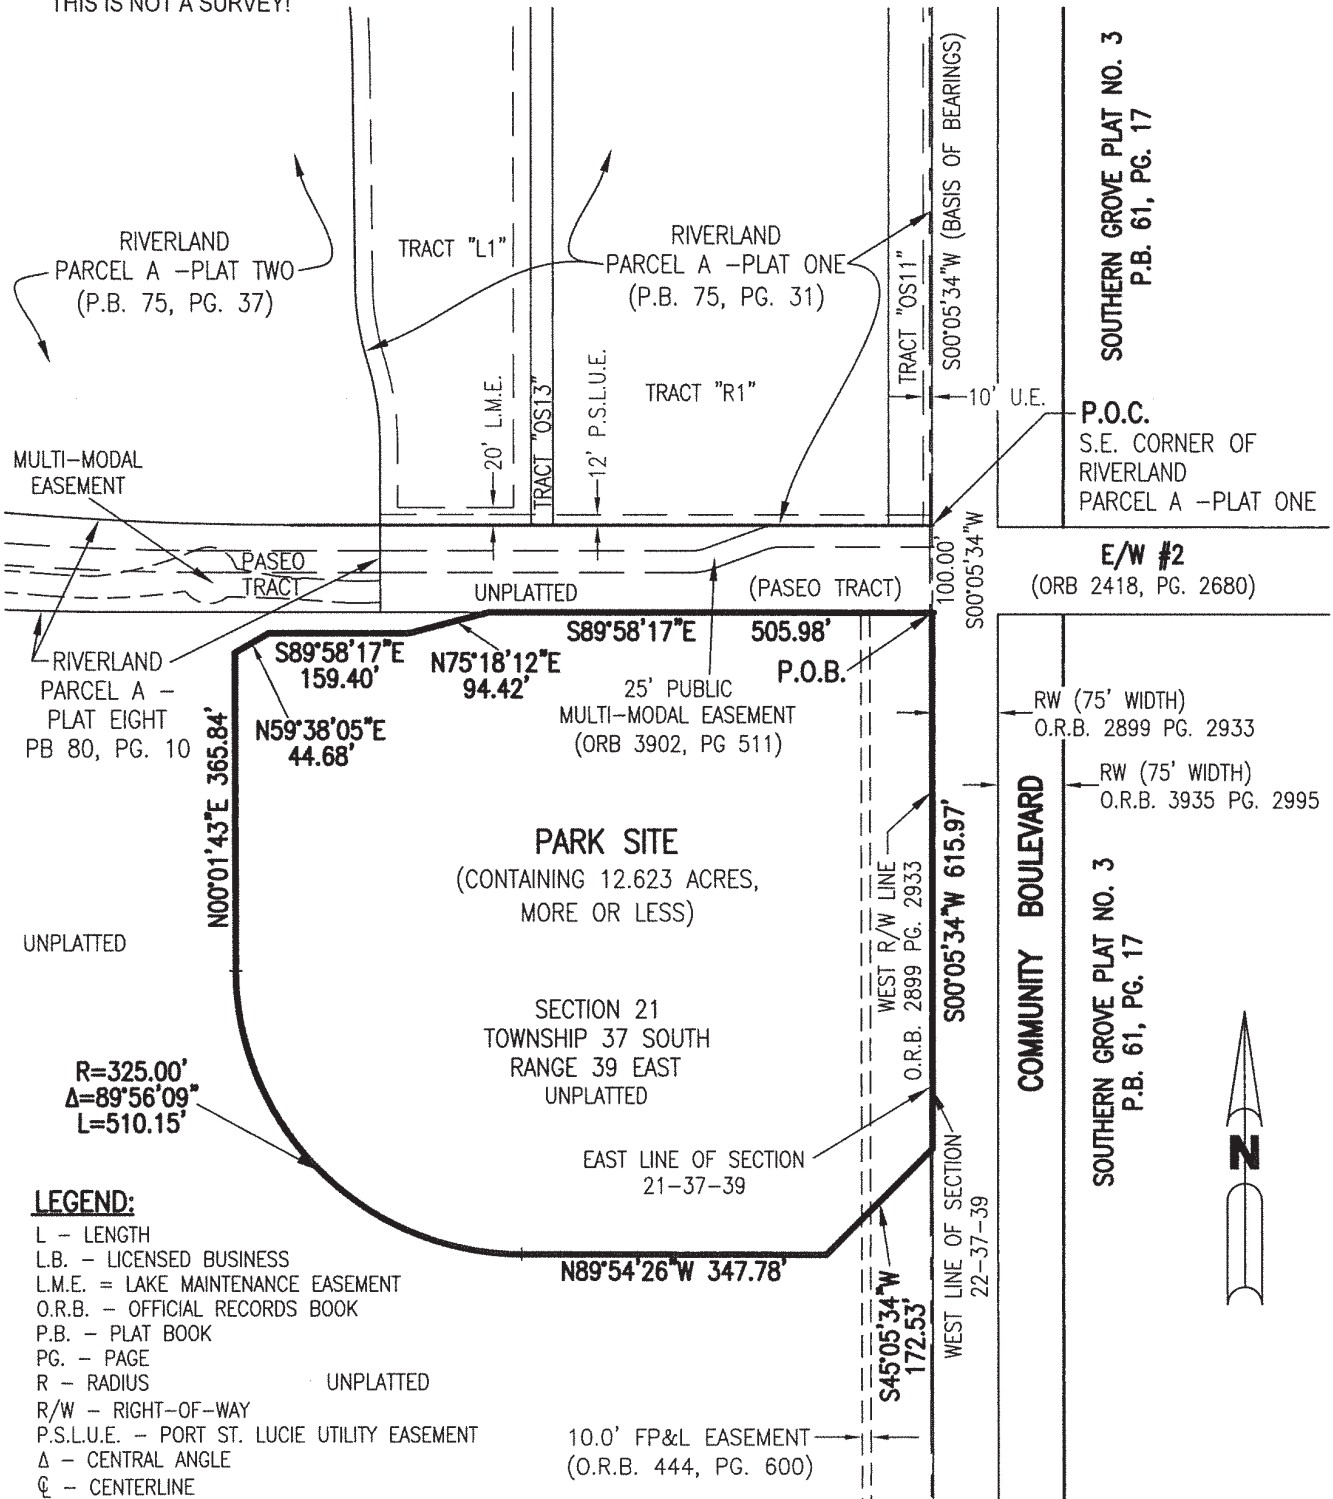 THIS IS NOT A SURVEY!
RIVERLAND
PARCEL A -PLAT TWO
(P.B. 75, PG. 37)
TRACT "L1"
RIVERLAND
PARCEL A -PLAT ONE
(P.B. 75, PG. 31)
TRACT "OS11"
S00°05'34"W (BASIS OF BEARINGS)
SOUTHERN GROVE PLAT NO. 3
P.B. 61, PG. 17
20' L.M.E.
TRACT "OS13"
12' P.S.L.U.E.
TRACT "R1"
10' U.E.
P.O.C.
S.E. CORNER OF
RIVERLAND
PARCEL A -PLAT ONE
MULTI-MODAL
EASEMENT
PASEO
TRACT
UNPLATTED
(PASEO TRACT)
100.00'
S00°05'34"W
E/W #2
(ORB 2418, PG. 2680)
RIVERLAND
PARCEL A -
PLAT EIGHT
PB 80, PG. 10
S89°58'17"E
159.40'
N75°18'12"E
94.42'
S89°58'17"E 505.98'
P.O.B.
N59°38'05"E
44.68'
25' PUBLIC
MULTI-MODAL EASEMENT
(ORB 3902, PG 511)
RW (75' WIDTH)
O.R.B. 2899 PG. 2933
RW (75' WIDTH)
O.R.B. 3935 PG. 2995
N00°01'43"E 365.84'
PARK SITE
(CONTAINING 12.623 ACRES,
MORE OR LESS)
WEST R/W LINE
O.R.B. 2899 PG. 2933
S00°05'34"W 615.97'
COMMUNITY BOULEVARD
SOUTHERN GROVE PLAT NO. 3
P.B. 61, PG. 17
UNPLATTED
SECTION 21
TOWNSHIP 37 SOUTH
RANGE 39 EAST
UNPLATTED
R=325.00'
Δ=89°56'09"
L=510.15'
EAST LINE OF SECTION
21-37-39
WEST LINE OF SECTION
22-37-39
N
N89°54'26"W 347.78'
S45°05'34"W
172.53'
LEGEND:
L - LENGTH
L.B. - LICENSED BUSINESS
L.M.E. = LAKE MAINTENANCE EASEMENT
O.R.B. - OFFICIAL RECORDS BOOK
P.B. - PLAT BOOK
PG. - PAGE
R - RADIUS
R/W - RIGHT-OF-WAY
P.S.L.U.E. - PORT ST. LUCIE UTILITY EASEMENT
Δ - CENTRAL ANGLE
℄ - CENTERLINE
UNPLATTED
10.0' FP&L EASEMENT
(O.R.B. 444, PG. 600)